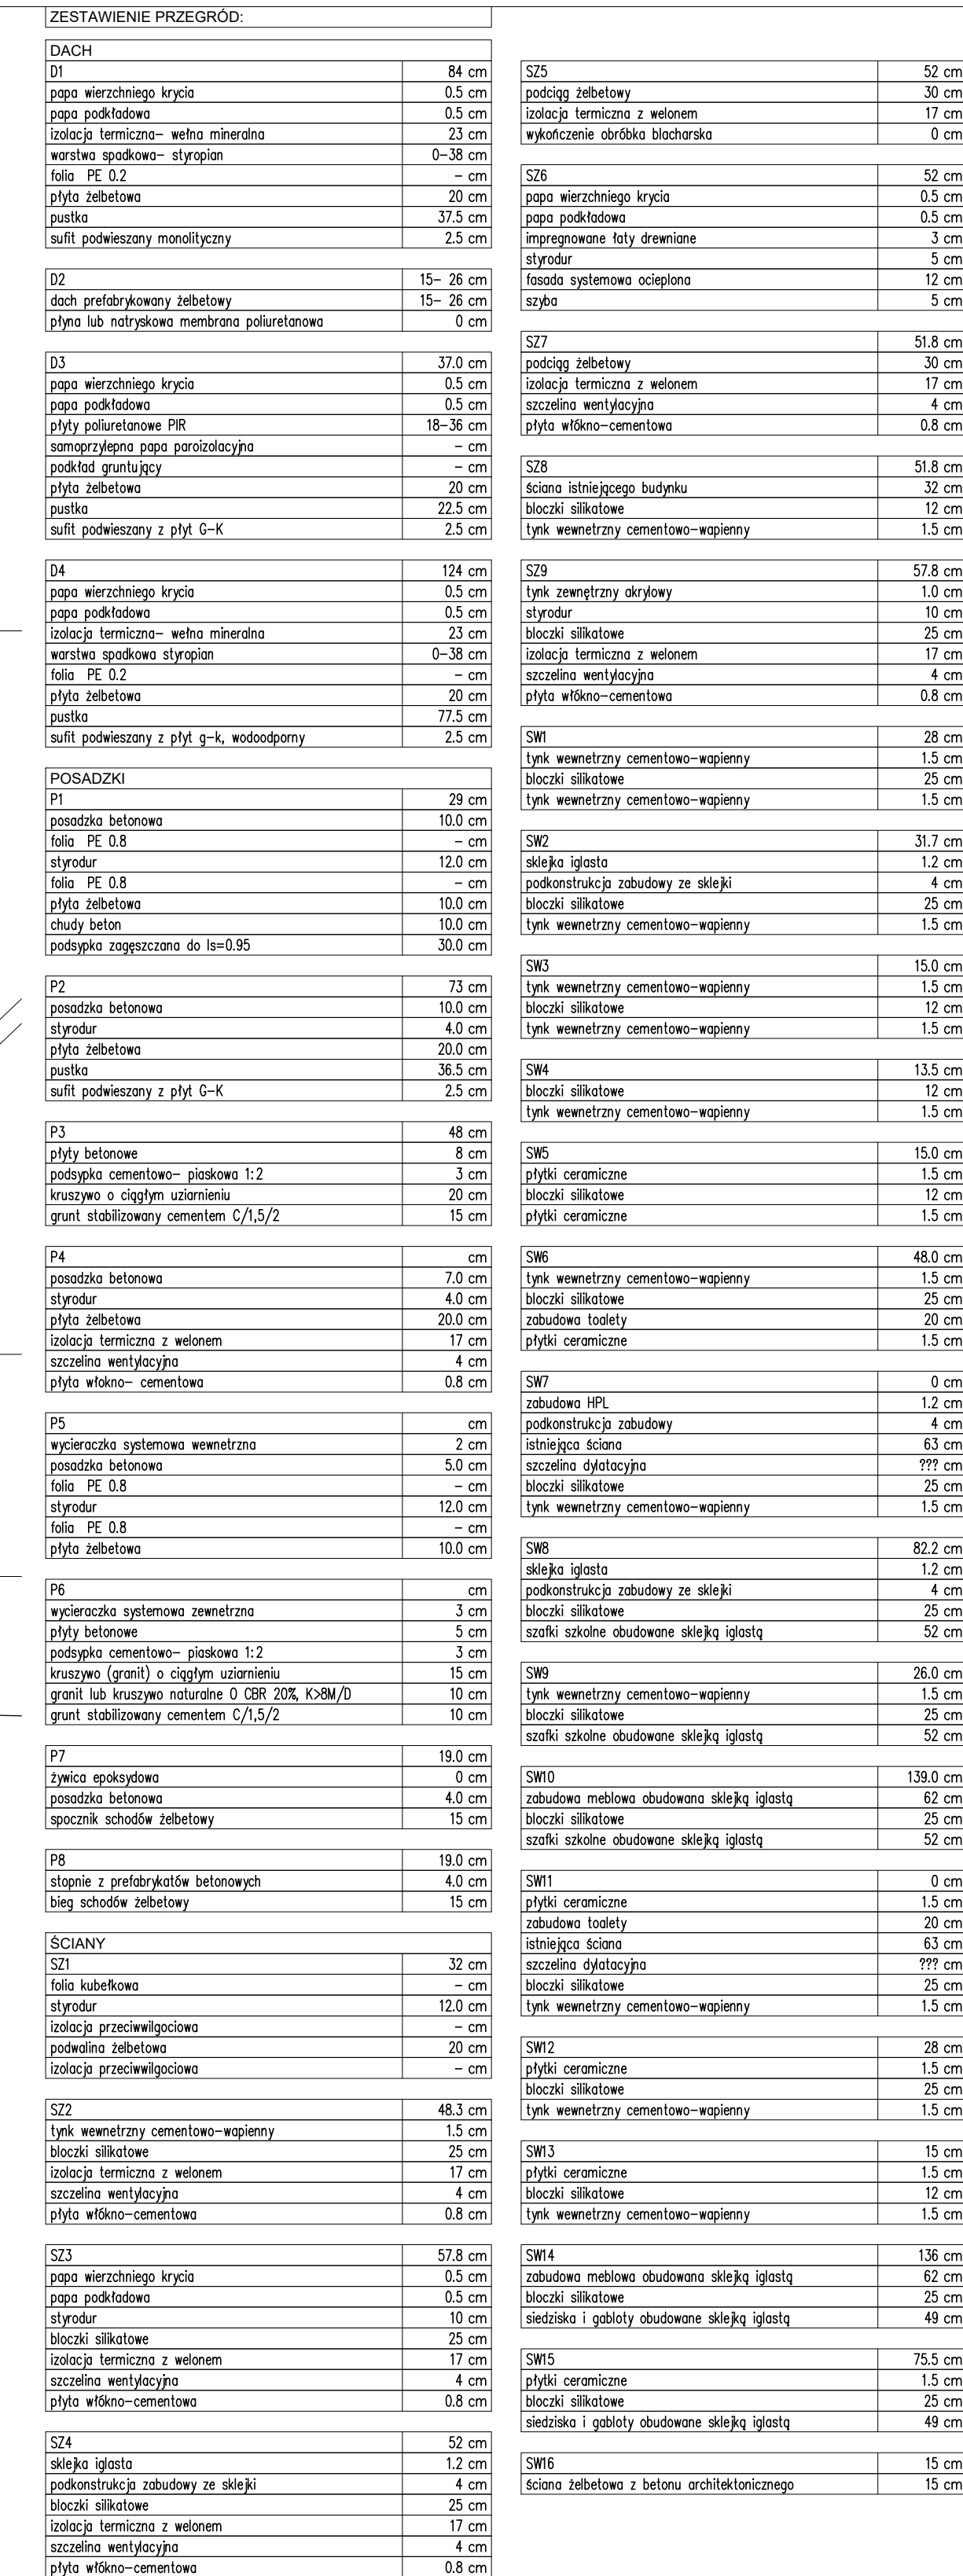 ZESTAWIENIE PRZEGRÓD:
DACH
D1 84 cm
papa wierzchniego krycia 0.5 cm
papa podkładowa 0.5 cm
izolacja termiczna– wełna mineralna 23 cm
warstwa spadkowa– styropian 0–38 cm
folia PE 0.2 – cm
płyta żelbetowa 20 cm
pustka 37.5 cm
sufit podwieszany monolityczny 2.5 cm
D2 15– 26 cm
dach prefabrykowany żelbetowy 15– 26 cm
płyna lub natryskowa membrana poliuretanowa 0 cm
D3 37.0 cm
papa wierzchniego krycia 0.5 cm
papa podkładowa 0.5 cm
płyty poliuretanowe PIR 18–36 cm
samoprzylepna papa paroizolacyjna – cm
podkład gruntujący – cm
płyta żelbetowa 20 cm
pustka 22.5 cm
sufit podwieszany z płyt G–K 2.5 cm
D4 124 cm
papa wierzchniego krycia 0.5 cm
papa podkładowa 0.5 cm
izolacja termiczna– wełna mineralna 23 cm
warstwa spadkowa styropian 0–38 cm
folia PE 0.2 – cm
płyta żelbetowa 20 cm
pustka 77.5 cm
sufit podwieszany z płyt g–k, wodoodporny 2.5 cm
POSADZKI
P1 29 cm
posadzka betonowa 10.0 cm
folia PE 0.8 – cm
styrodur 12.0 cm
folia PE 0.8 – cm
płyta żelbetowa 10.0 cm
chudy beton 10.0 cm
podsypka zagęszczana do Is=0.95 30.0 cm
P2 73 cm
posadzka betonowa 10.0 cm
styrodur 4.0 cm
płyta żelbetowa 20.0 cm
pustka 36.5 cm
sufit podwieszany z płyt G–K 2.5 cm
P3 48 cm
płyty betonowe 8 cm
podsypka cementowo– piaskowa 1:2 3 cm
kruszywo o ciągłym uziarnieniu 20 cm
grunt stabilizowany cementem C/1,5/2 15 cm
P4 cm
posadzka betonowa 7.0 cm
styrodur 4.0 cm
płyta żelbetowa 20.0 cm
izolacja termiczna z welonem 17 cm
szczelina wentylacyjna 4 cm
płyta włokno– cementowa 0.8 cm
P5 cm
wycieraczka systemowa wewnetrzna 2 cm
posadzka betonowa 5.0 cm
folia PE 0.8 – cm
styrodur 12.0 cm
folia PE 0.8 – cm
płyta żelbetowa 10.0 cm
P6 cm
wycieraczka systemowa zewnetrzna 3 cm
płyty betonowe 5 cm
podsypka cementowo– piaskowa 1:2 3 cm
kruszywo (granit) o ciągłym uziarnieniu 15 cm
granit lub kruszywo naturalne O CBR 20%, K>8M/D 10 cm
grunt stabilizowany cementem C/1,5/2 10 cm
P7 19.0 cm
żywica epoksydowa 0 cm
posadzka betonowa 4.0 cm
spocznik schodów żelbetowy 15 cm
P8 19.0 cm
stopnie z prefabrykatów betonowych 4.0 cm
bieg schodów żelbetowy 15 cm
ŚCIANY
SZ1 32 cm
folia kubełkowa – cm
styrodur 12.0 cm
izolacja przeciwwilgociowa – cm
podwalina żelbetowa 20 cm
izolacja przeciwwilgociowa – cm
SZ2 48.3 cm
tynk wewnetrzny cementowo–wapienny 1.5 cm
bloczki silikatowe 25 cm
izolacja termiczna z welonem 17 cm
szczelina wentylacyjna 4 cm
płyta włókno–cementowa 0.8 cm
SZ3 57.8 cm
papa wierzchniego krycia 0.5 cm
papa podkładowa 0.5 cm
styrodur 10 cm
bloczki silikatowe 25 cm
izolacja termiczna z welonem 17 cm
szczelina wentylacyjna 4 cm
płyta włókno–cementowa 0.8 cm
SZ4 52 cm
sklejka iglasta 1.2 cm
podkonstrukcja zabudowy ze sklejki 4 cm
bloczki silikatowe 25 cm
izolacja termiczna z welonem 17 cm
szczelina wentylacyjna 4 cm
płyta włókno–cementowa 0.8 cm
SZ5 52 cm
podciąg żelbetowy 30 cm
izolacja termiczna z welonem 17 cm
wykończenie obróbka blacharska 0 cm
SZ6 52 cm
papa wierzchniego krycia 0.5 cm
papa podkładowa 0.5 cm
impregnowane łaty drewniane 3 cm
styrodur 5 cm
fasada systemowa ocieplona 12 cm
szyba 5 cm
SZ7 51.8 cm
podciąg żelbetowy 30 cm
izolacja termiczna z welonem 17 cm
szczelina wentylacyjna 4 cm
płyta włókno–cementowa 0.8 cm
SZ8 51.8 cm
ściana istniejącego budynku 32 cm
bloczki silikatowe 12 cm
tynk wewnetrzny cementowo–wapienny 1.5 cm
SZ9 57.8 cm
tynk zewnętrzny akrylowy 1.0 cm
styrodur 10 cm
bloczki silikatowe 25 cm
izolacja termiczna z welonem 17 cm
szczelina wentylacyjna 4 cm
płyta włókno–cementowa 0.8 cm
SW1 28 cm
tynk wewnetrzny cementowo–wapienny 1.5 cm
bloczki silikatowe 25 cm
tynk wewnetrzny cementowo–wapienny 1.5 cm
SW2 31.7 cm
sklejka iglasta 1.2 cm
podkonstrukcja zabudowy ze sklejki 4 cm
bloczki silikatowe 25 cm
tynk wewnetrzny cementowo–wapienny 1.5 cm
SW3 15.0 cm
tynk wewnetrzny cementowo–wapienny 1.5 cm
bloczki silikatowe 12 cm
tynk wewnetrzny cementowo–wapienny 1.5 cm
SW4 13.5 cm
bloczki silikatowe 12 cm
tynk wewnetrzny cementowo–wapienny 1.5 cm
SW5 15.0 cm
płytki ceramiczne 1.5 cm
bloczki silikatowe 12 cm
płytki ceramiczne 1.5 cm
SW6 48.0 cm
tynk wewnetrzny cementowo–wapienny 1.5 cm
bloczki silikatowe 25 cm
zabudowa toalety 20 cm
płytki ceramiczne 1.5 cm
SW7 0 cm
zabudowa HPL 1.2 cm
podkonstrukcja zabudowy 4 cm
istniejąca ściana 63 cm
szczelina dylatacyjna ??? cm
bloczki silikatowe 25 cm
tynk wewnetrzny cementowo–wapienny 1.5 cm
SW8 82.2 cm
sklejka iglasta 1.2 cm
podkonstrukcja zabudowy ze sklejki 4 cm
bloczki silikatowe 25 cm
szafki szkolne obudowane sklejką iglastą 52 cm
SW9 26.0 cm
tynk wewnetrzny cementowo–wapienny 1.5 cm
bloczki silikatowe 25 cm
szafki szkolne obudowane sklejką iglastą 52 cm
SW10 139.0 cm
zabudowa meblowa obudowana sklejką iglastą 62 cm
bloczki silikatowe 25 cm
szafki szkolne obudowane sklejką iglastą 52 cm
SW11 0 cm
płytki ceramiczne 1.5 cm
zabudowa toalety 20 cm
istniejąca ściana 63 cm
szczelina dylatacyjna ??? cm
bloczki silikatowe 25 cm
tynk wewnetrzny cementowo–wapienny 1.5 cm
SW12 28 cm
płytki ceramiczne 1.5 cm
bloczki silikatowe 25 cm
tynk wewnetrzny cementowo–wapienny 1.5 cm
SW13 15 cm
płytki ceramiczne 1.5 cm
bloczki silikatowe 12 cm
tynk wewnetrzny cementowo–wapienny 1.5 cm
SW14 136 cm
zabudowa meblowa obudowana sklejką iglastą 62 cm
bloczki silikatowe 25 cm
siedziska i gabloty obudowane sklejką iglastą 49 cm
SW15 75.5 cm
płytki ceramiczne 1.5 cm
bloczki silikatowe 25 cm
siedziska i gabloty obudowane sklejką iglastą 49 cm
SW16 15 cm
ściana żelbetowa z betonu architektonicznego 15 cm